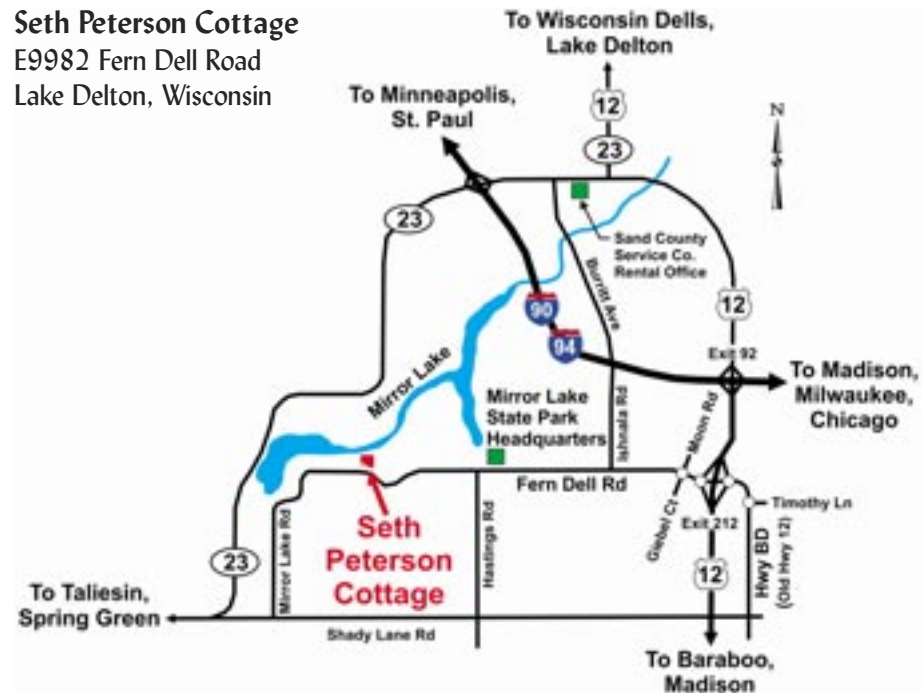 Seth Peterson Cottage
E9982 Fern Dell Road
Lake Delton, Wisconsin
To Wisconsin Dells,
Lake Delton
12
23
To Minneapolis,
St. Paul
N
23
Sand County
Service Co.
Rental Office
Burritt Ave
90
94
12
Exit 92
To Madison,
Milwaukee,
Chicago
Mirror Lake
Mirror Lake
State Park
Headquarters
Ishnala Rd
Moon Rd
Fern Dell Rd
Giebel Ct
Exit 212
Timothy Ln
Hwy BD
(Old Hwy 12)
Seth
Peterson
Cottage
Mirror Lake Rd
Hastings Rd
23
12
To Taliesin,
Spring Green
Shady Lane Rd
To Baraboo,
Madison